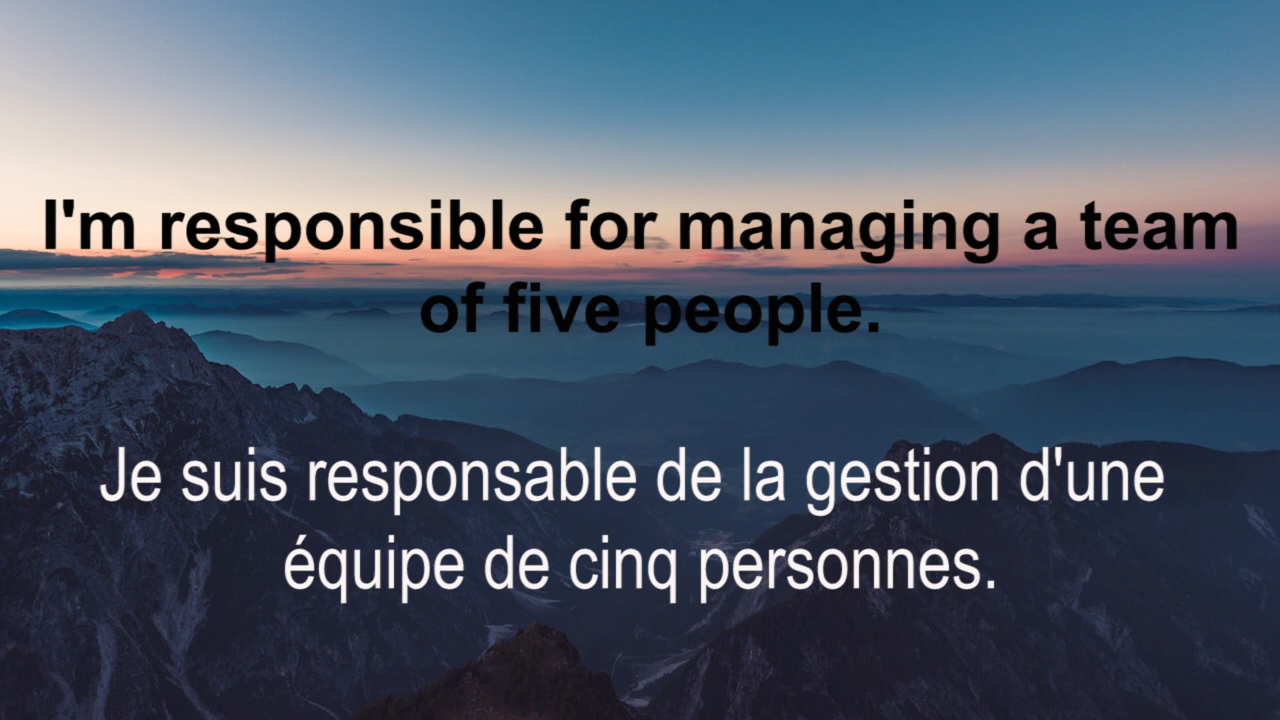 I'm responsible for managing a team
of five people.
Je suis responsable de la gestion d'une
équipe de cinq personnes.